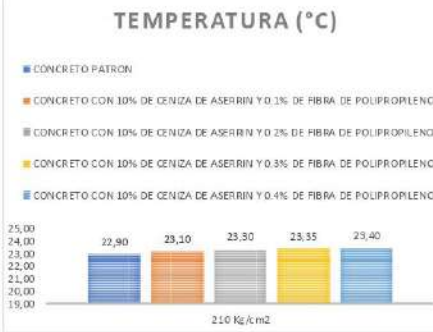 TEMPERATURA (°C)
CONCRETO PATRON
CONCRETO CON 10% DE CENIZA DE ASERRIN Y 0.1% DE FIBRA DE POLIPROPILENO
CONCRETO CON 10% DE CENIZA DE ASERRIN Y 0.2% DE FIBRA DE POLIPROPILENO
CONCRETO CON 10% DE CENIZA DE ASERRIN Y 0.3% DE FIBRA DE POLIPROPILENO
CONCRETO CON 10% DE CENIZA DE ASERRIN Y 0.4% DE FIBRA DE POLIPROPILENO
25,00
24,00
23,00
22,00
21,00
20,00
19,00
22,90 23,10 23,30 23,35 23,40
210 Kg/cm2